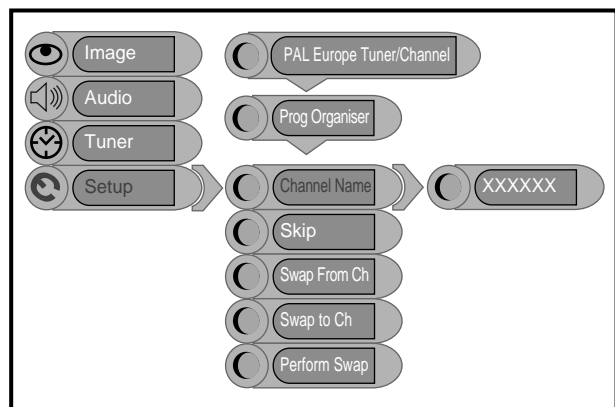 Image
Audio
Tuner
Setup
PAL Europe Tuner/Channel
Prog Organiser
Channel Name
XXXXXX
Skip
Swap From Ch
Swap to Ch
Perform Swap